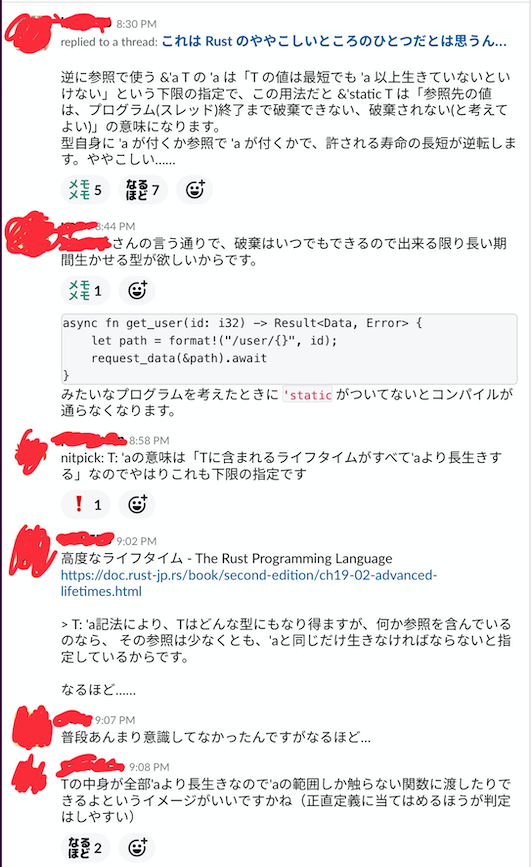 8:30 PM
replied to a thread: これは Rust のややこしいところのひとつだとは思うん...
逆に参照で使う &'a T の 'a は「T の値は最短でも 'a 以上生きていないとい
けない」という下限の指定で、この用法だと &'static T は「参照先の値
は、プログラム(スレッド)終了まで破棄できない、破棄されない(と考えて
よい)」の意味になります。
型自身に 'a が付くか参照で 'a が付くかで、許される寿命の長短が逆転しま
す。ややこしい……
メモメモ 5 なるほど 7
8:44 PM
さんの言う通りで、破棄はいつでもできるので出来る限り長い期
間生かせる型が欲しいからです。
メモメモ 1
async fn get_user(id: i32) -> Result<Data, Error> {
    let path = format!("/user/{}", id);
    request_data(&path).await
}
みたいなプログラムを考えたときに 'static がついてないとコンパイルが
通らなくなります。
8:58 PM
nitpick: T: 'aの意味は「Tに含まれるライフタイムがすべて'aより長生きす
る」なのでやはりこれも下限の指定です
❗ 1
9:02 PM
高度なライフタイム - The Rust Programming Language
https://doc.rust-jp.rs/book/second-edition/ch19-02-advanced-
lifetimes.html
> T: 'a記法により、Tはどんな型にもなり得ますが、何か参照を含んでいる
のなら、 その参照は少なくとも、'aと同じだけ生きなければならないと指
定しているからです。
なるほど……
9:07 PM
普段あんまり意識してなかったんですがなるほど...
9:08 PM
Tの中身が全部'aより長生きなので'aの範囲しか触らない関数に渡したりで
きるよというイメージがいいですかね（正直定義に当てはめるほうが判定
はしやすい）
なるほど 2